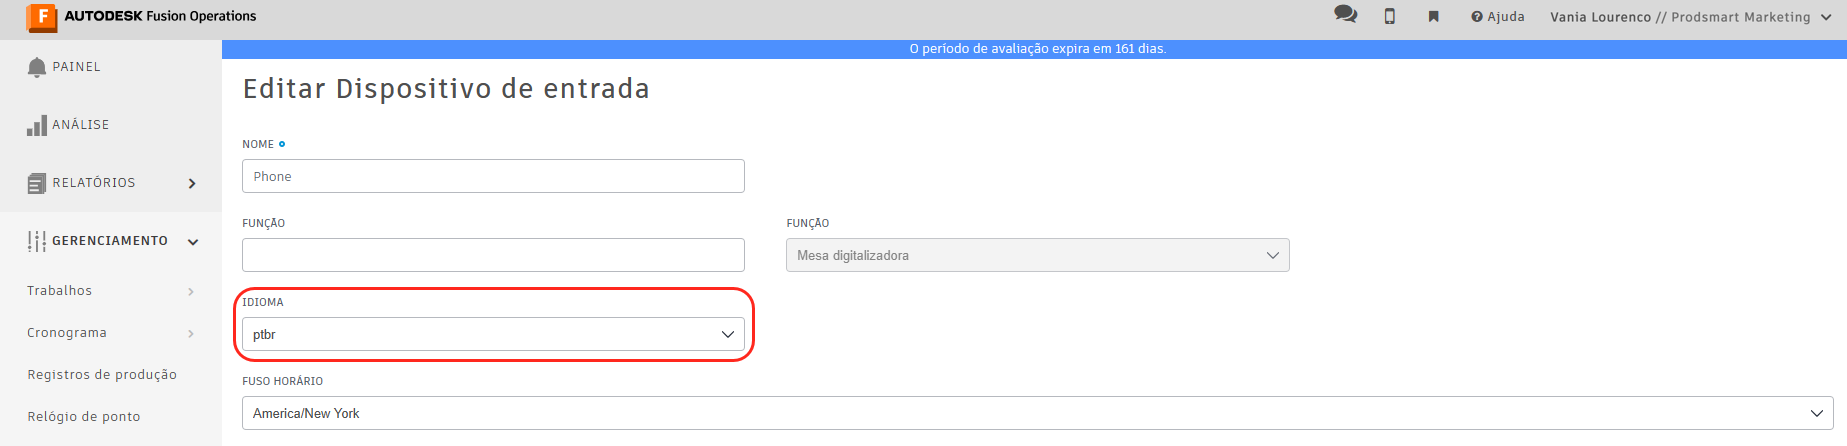 F AUTODESK Fusion Operations
Ajuda
Vania Lourenco // Prodsmart Marketing
O período de avaliação expira em 161 dias.
PAINEL
ANÁLISE
RELATÓRIOS
GERENCIAMENTO
Trabalhos
Cronograma
Registros de produção
Relógio de ponto
Editar Dispositivo de entrada
NOME
Phone
FUNÇÃO
FUNÇÃO
Mesa digitalizadora
IDIOMA
ptbr
FUSO HORÁRIO
America/New York